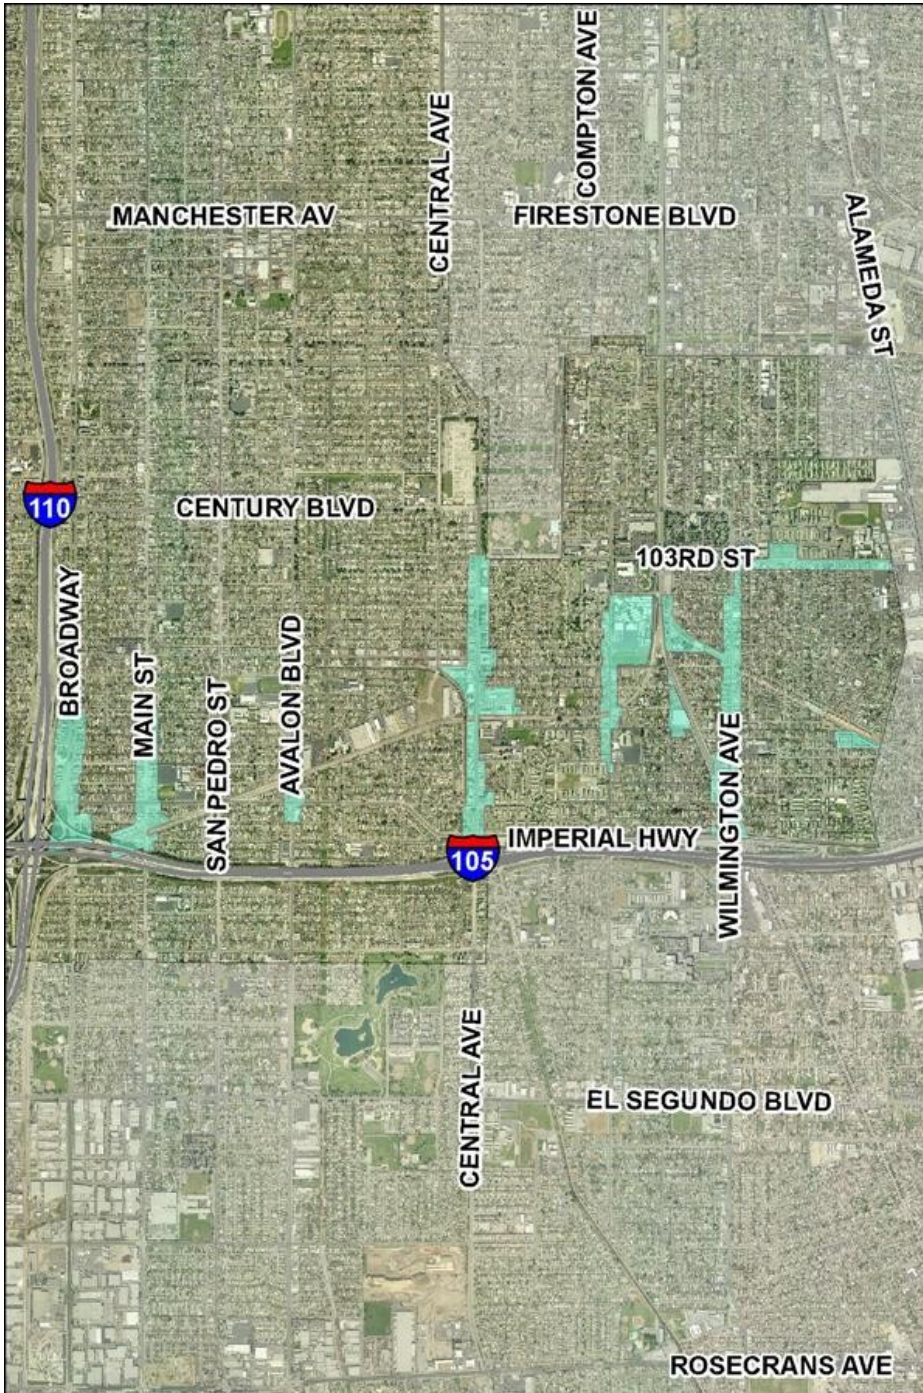 COMPTON AVE
CENTRAL AVE
MANCHESTER AV
FIRESTONE BLVD
ALAMEDA ST
110
CENTURY BLVD
103RD ST
BROADWAY
MAIN ST
SAN PEDRO ST
AVALON BLVD
WILMINGTON AVE
IMPERIAL HWY
105
CENTRAL AVE
EL SEGUNDO BLVD
ROSECRANS AVE